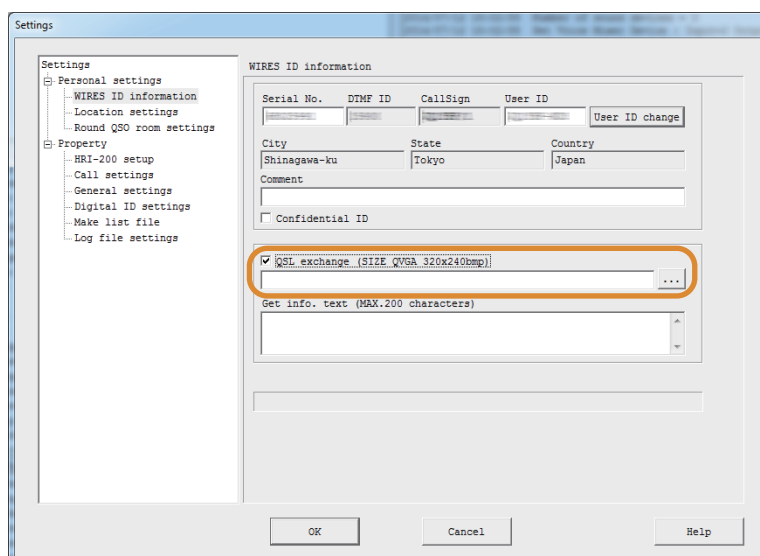 Settings
Settings
Personal settings
WIRES ID information
Location settings
Round QSO room settings
Property
HRI-200 setup
Call settings
General settings
Digital ID settings
Make list file
Log file settings
WIRES ID information
Serial No. DTMF ID CallSign User ID
User ID change
City State Country
Shinagawa-ku Tokyo Japan
Comment
Confidential ID
QSL exchange (SIZE QVGA 320x240bmp)
...
Get info. text (MAX.200 characters)
OK Cancel Help